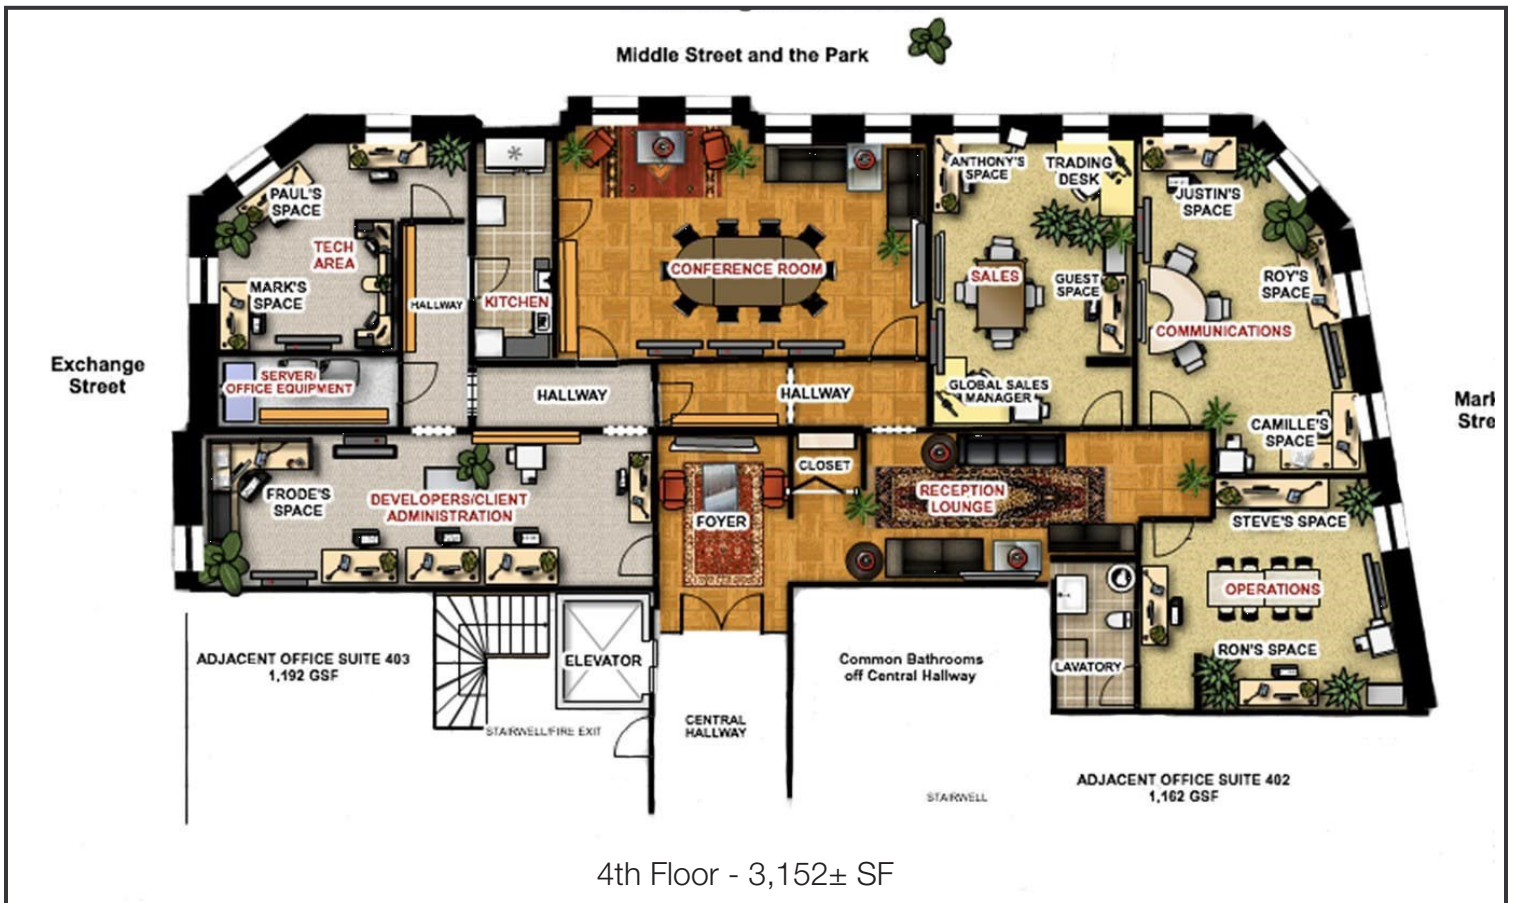 Middle Street and the Park
ANTHONY'S
SPACE
TRADING
DESK
PAUL'S
SPACE
JUSTIN'S
SPACE
TECH
AREA
CONFERENCE ROOM
SALES
MARK'S
SPACE
GUEST
SPACE
ROY'S
SPACE
HALLWAY
KITCHEN
COMMUNICATIONS
Exchange
Street
SERVER/
OFFICE EQUIPMENT
HALLWAY
HALLWAY
GLOBAL SALES
MANAGER
Mark
Stre
CAMILLE'S
SPACE
CLOSET
FRODE'S
SPACE
DEVELOPERS/CLIENT
ADMINISTRATION
FOYER
RECEPTION
LOUNGE
STEVE'S SPACE
OPERATIONS
ADJACENT OFFICE SUITE 403
1,192 GSF
ELEVATOR
Common Bathrooms
off Central Hallway
LAVATORY
RON'S SPACE
STAIRWELL/FIRE EXIT
CENTRAL
HALLWAY
STAIRWELL
ADJACENT OFFICE SUITE 402
1,162 GSF
4th Floor - 3,152± SF